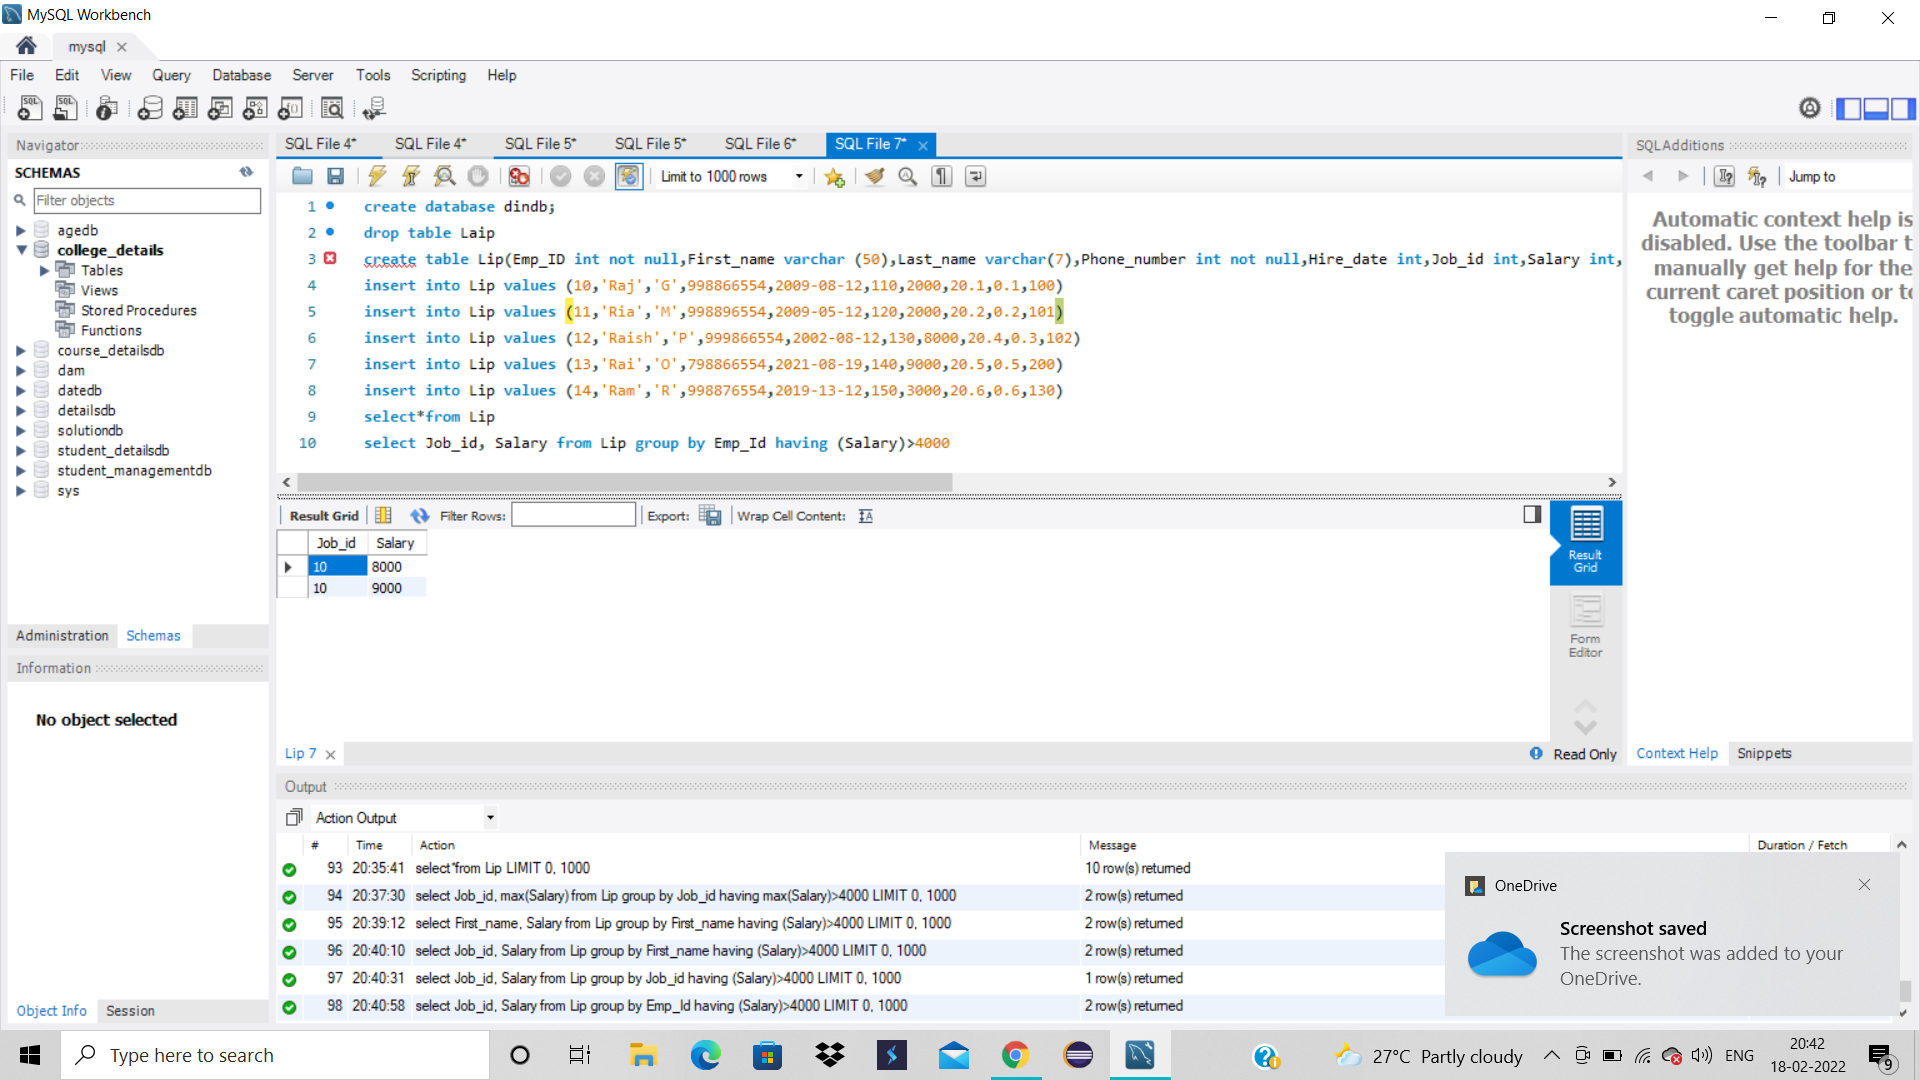 MySQL Workbench
mysql
File Edit View Query Database Server Tools Scripting Help
Navigator
SCHEMAS
Filter objects
agedb
college_details
Tables
Views
Stored Procedures
Functions
course_detailsdb
dam
datedb
detailsdb
solutiondb
student_detailsdb
student_managementdb
sys
Administration Schemas
Information
No object selected
Object Info Session
SQL File 4* SQL File 4* SQL File 5* SQL File 5* SQL File 6* SQL File 7*
Limit to 1000 rows
1 create database dindb;
2 drop table Laip
3 create table Lip(Emp_ID int not null,First_name varchar (50),Last_name varchar(7),Phone_number int not null,Hire_date int,Job_id int,Salary int,
4 insert into Lip values (10,'Raj','G',998866554,2009-08-12,110,2000,20.1,0.1,100)
5 insert into Lip values (11,'Ria','M',998896554,2009-05-12,120,2000,20.2,0.2,101)
6 insert into Lip values (12,'Raish','P',999866554,2002-08-12,130,8000,20.4,0.3,102)
7 insert into Lip values (13,'Rai','O',798866554,2021-08-19,140,9000,20.5,0.5,200)
8 insert into Lip values (14,'Ram','R',998876554,2019-13-12,150,3000,20.6,0.6,130)
9 select*from Lip
10 select Job_id, Salary from Lip group by Emp_Id having (Salary)>4000
Result Grid Filter Rows: Export: Wrap Cell Content:
Job_id Salary
10 8000
10 9000
Result
Grid
Form
Editor
Lip 7
Read Only
SQLAdditions
Jump to
Automatic context help is
disabled. Use the toolbar t
manually get help for the
current caret position or to
toggle automatic help.
Context Help Snippets
Output
Action Output
# Time Action Message Duration / Fetch
93 20:35:41 select*from Lip LIMIT 0, 1000 10 row(s) returned
94 20:37:30 select Job_id, max(Salary) from Lip group by Job_id having max(Salary)>4000 LIMIT 0, 1000 2 row(s) returned
95 20:39:12 select First_name, Salary from Lip group by First_name having (Salary)>4000 LIMIT 0, 1000 2 row(s) returned
96 20:40:10 select Job_id, Salary from Lip group by First_name having (Salary)>4000 LIMIT 0, 1000 2 row(s) returned
97 20:40:31 select Job_id, Salary from Lip group by Job_id having (Salary)>4000 LIMIT 0, 1000 1 row(s) returned
98 20:40:58 select Job_id, Salary from Lip group by Emp_Id having (Salary)>4000 LIMIT 0, 1000 2 row(s) returned
OneDrive
Screenshot saved
The screenshot was added to your
OneDrive.
Type here to search
27°C Partly cloudy
ENG
20:42
18-02-2022
9